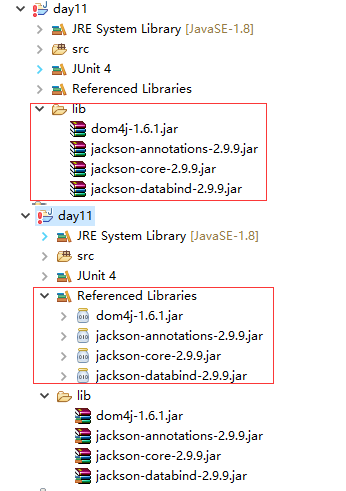 day11
JRE System Library [JavaSE-1.8]
src
JUnit 4
Referenced Libraries
lib
dom4j-1.6.1.jar
jackson-annotations-2.9.9.jar
jackson-core-2.9.9.jar
jackson-databind-2.9.9.jar
day11
JRE System Library [JavaSE-1.8]
src
JUnit 4
Referenced Libraries
dom4j-1.6.1.jar
jackson-annotations-2.9.9.jar
jackson-core-2.9.9.jar
jackson-databind-2.9.9.jar
lib
dom4j-1.6.1.jar
jackson-annotations-2.9.9.jar
jackson-core-2.9.9.jar
jackson-databind-2.9.9.jar